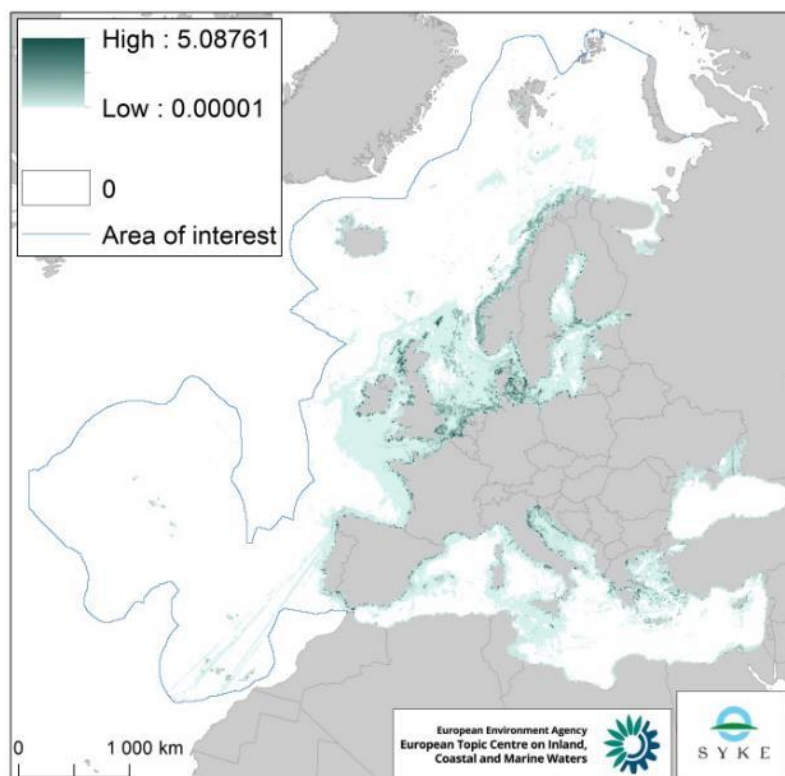 High : 5.08761
Low : 0.00001
0
Area of interest
0
1 000 km
European Environment Agency
European Topic Centre on Inland,
Coastal and Marine Waters
SYKE